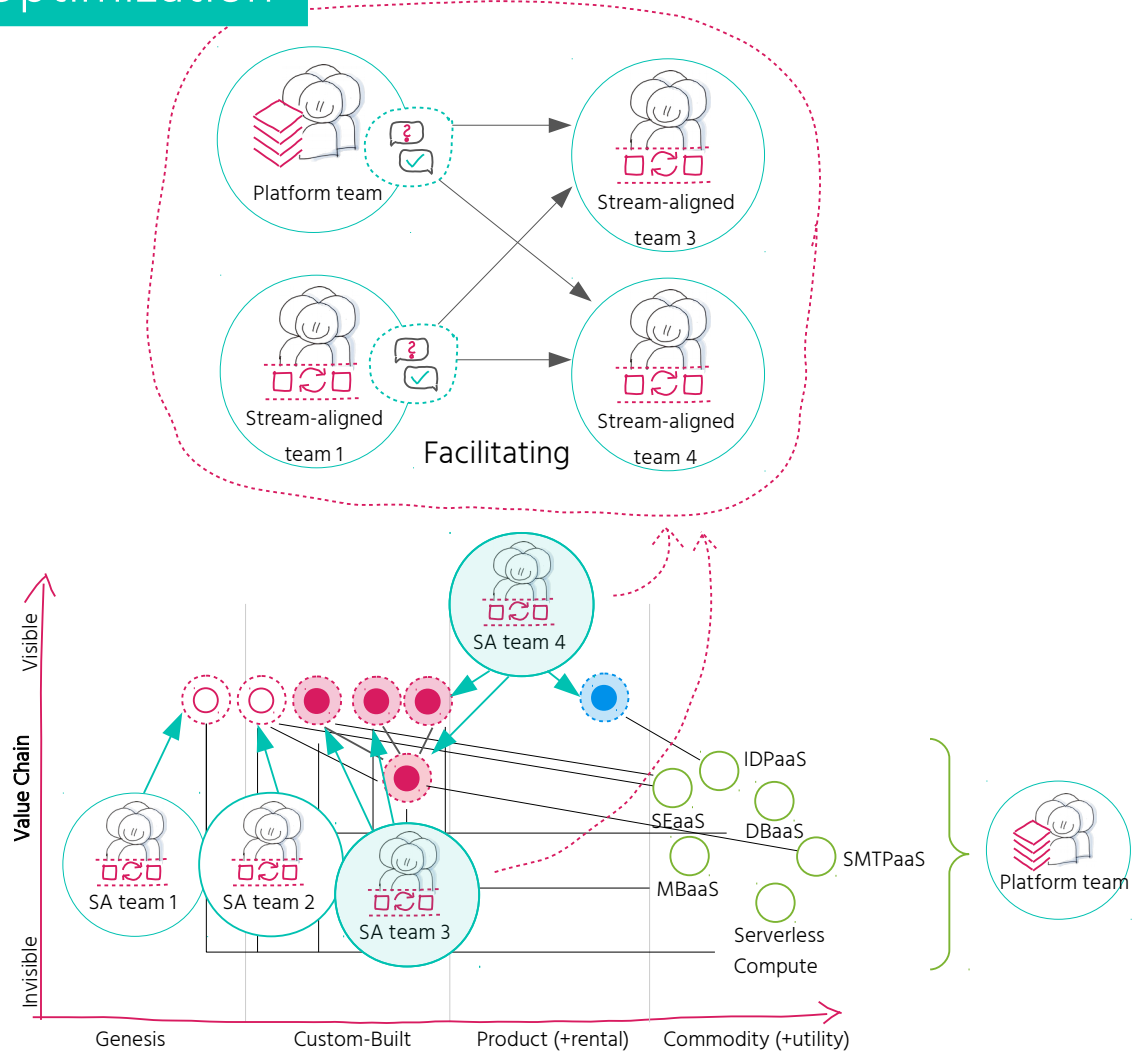 Platform team
Stream-aligned
team 3
Stream-aligned
team 1
Stream-aligned
team 4
Facilitating
SA team 4
Visible
Value Chain
Invisible
IDPaaS
SEaaS
DBaaS
SMTPaaS
MBaaS
Serverless
Compute
Platform team
SA team 1
SA team 2
SA team 3
Genesis
Custom-Built
Product (+rental)
Commodity (+utility)